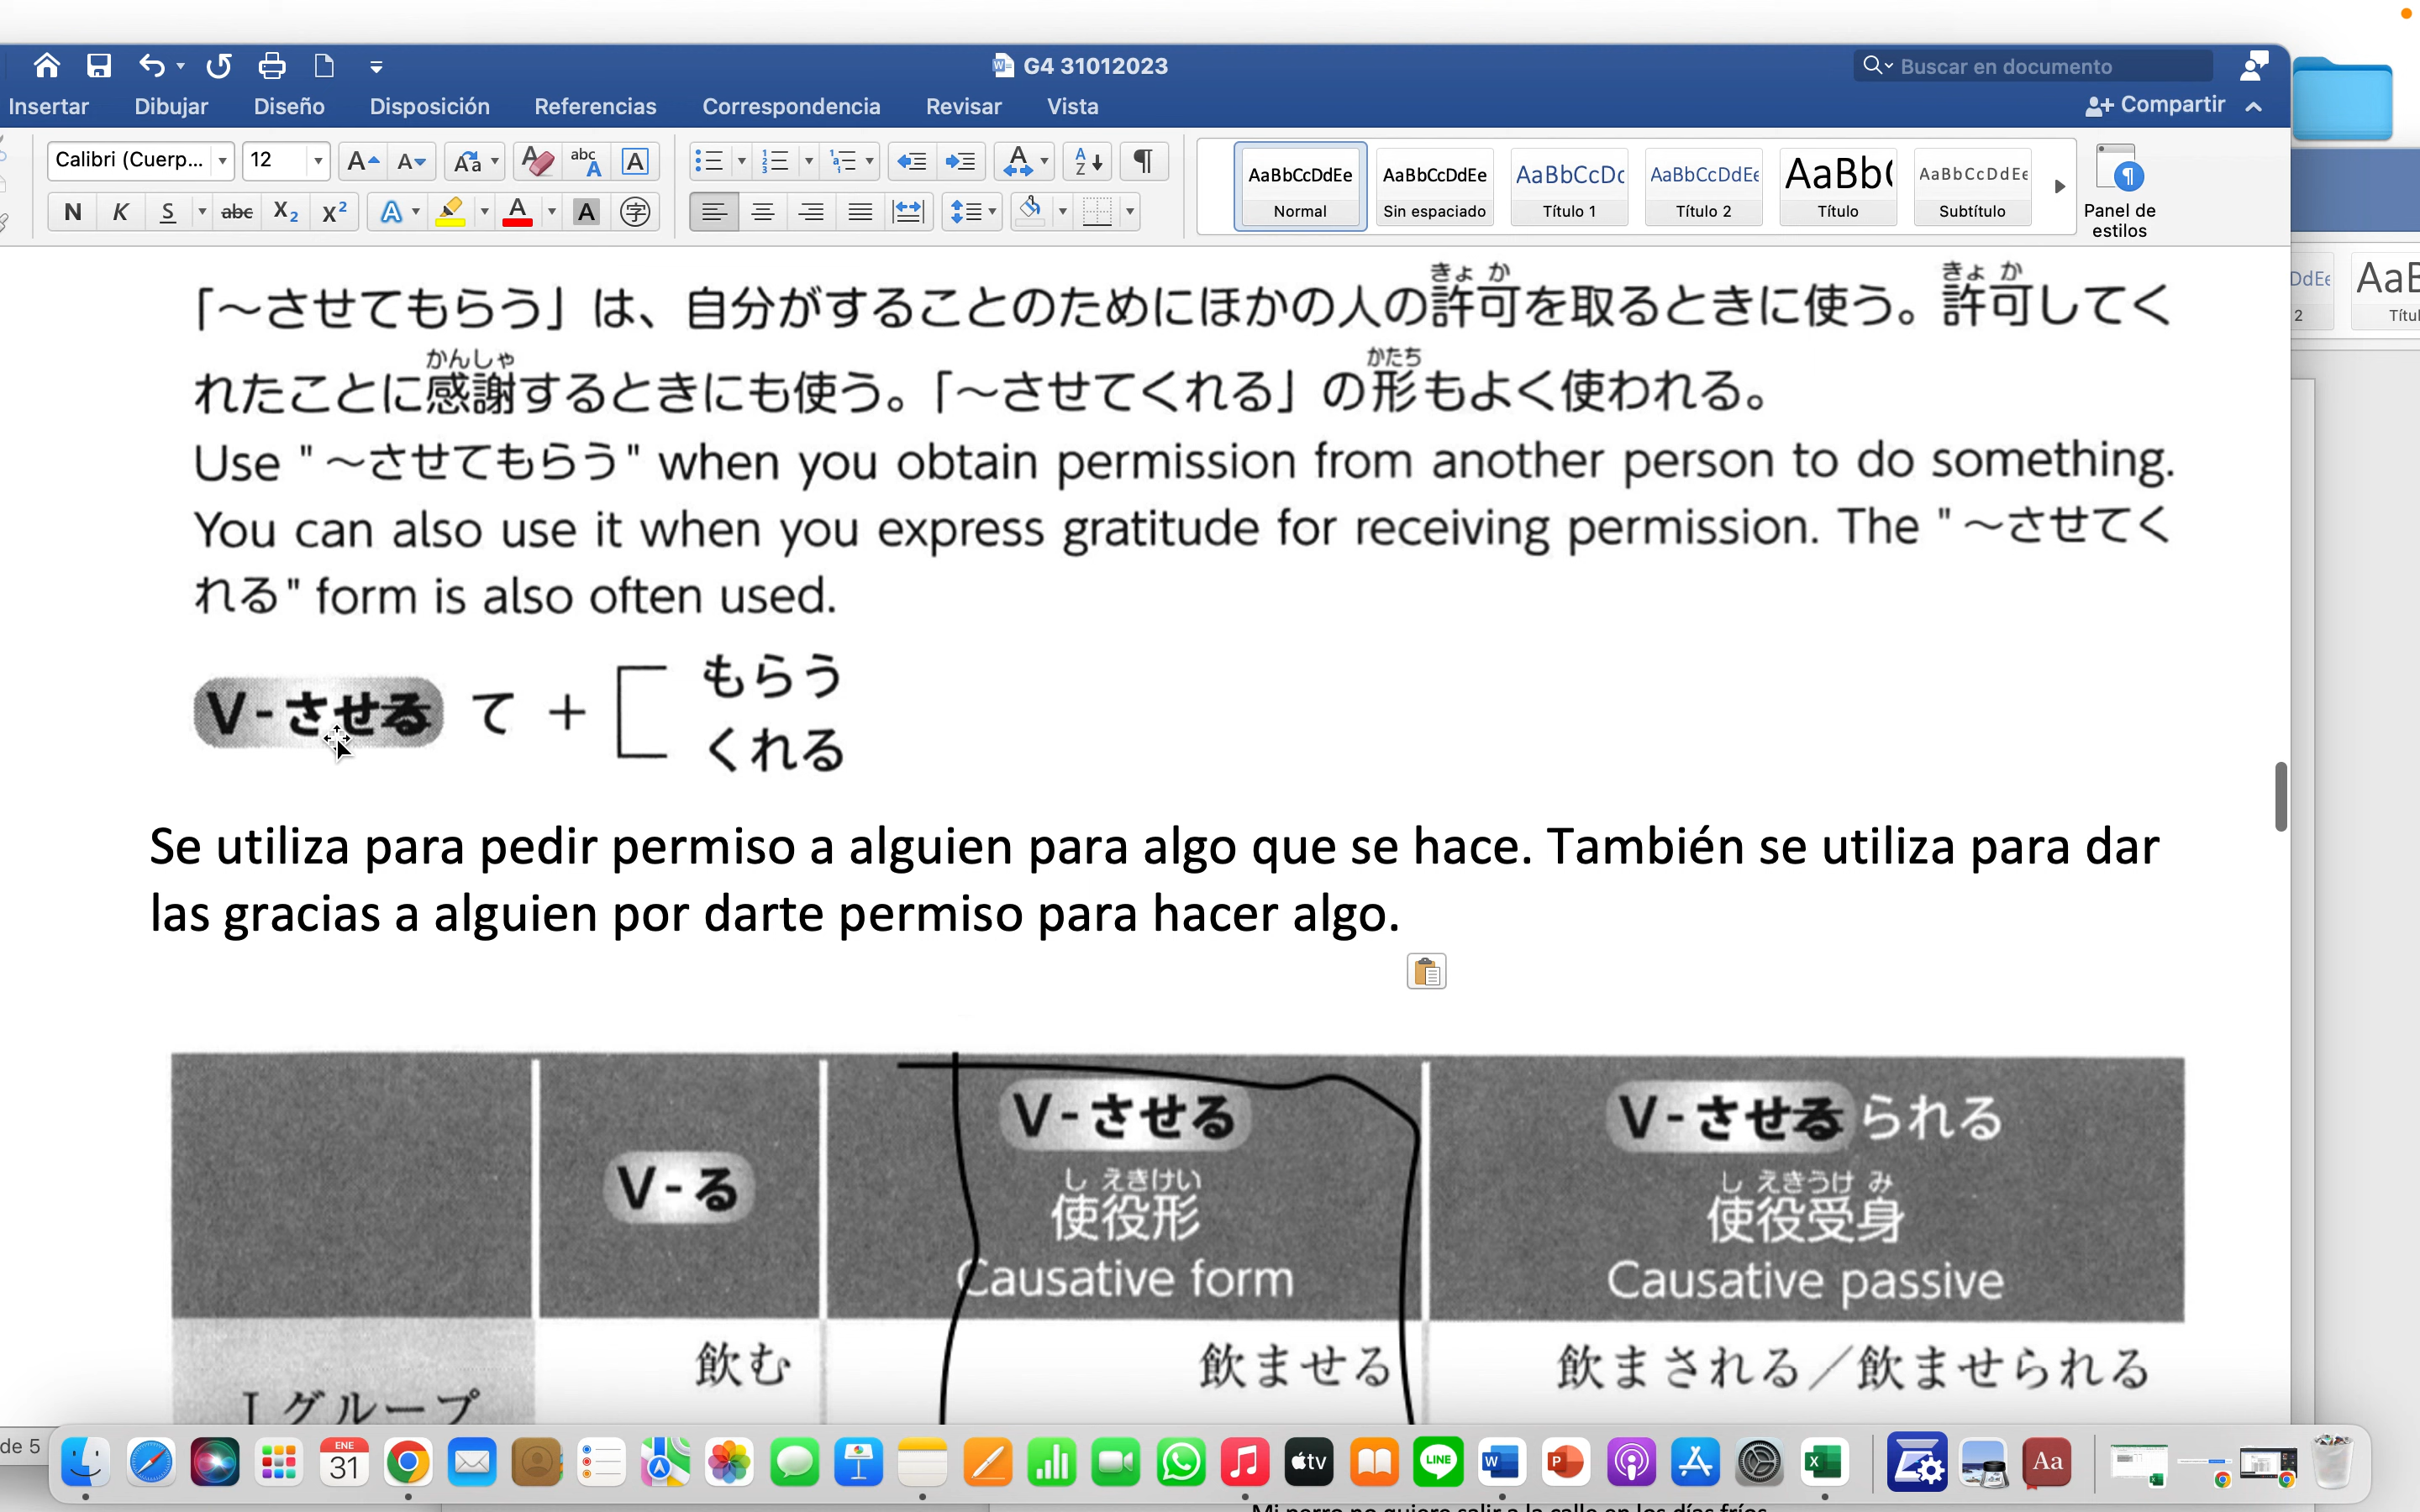 G4 31012023
Buscar en documento
Insertar Dibujar Diseño Disposición Referencias Correspondencia Revisar Vista Compartir
Calibri (Cuerp... 12
AaBbCcDdEe AaBbCcDdEe AaBbCcDc AaBbCcDdEe AaBb( AaBbCcDdEe
Normal Sin espaciado Título 1 Título 2 Título Subtítulo
Panel de
estilos
N K S abc X₂ X²
きょ か きょ か
「～させてもらう」は、自分がすることのためにほかの人の許可を取るときに使う。許可してく
かんしゃ かたち
れたことに感謝するときにも使う。「～させてくれる」の形もよく使われる。
Use "～させてもらう" when you obtain permission from another person to do something.
You can also use it when you express gratitude for receiving permission. The "～させてく
れる" form is also often used.
V-させる て + もらう
くれる
Se utiliza para pedir permiso a alguien para algo que se hace. También se utiliza para dar
las gracias a alguien por darte permiso para hacer algo.
V-る
V-させる
し えきけい
使役形
Causative form
V-させる られる
し えきうけ み
使役受身
Causative passive
Iグループ
飲む 飲ませる 飲まされる／飲ませられる
de 5
ENE
31
tv
LINE
W
P
X
Aa